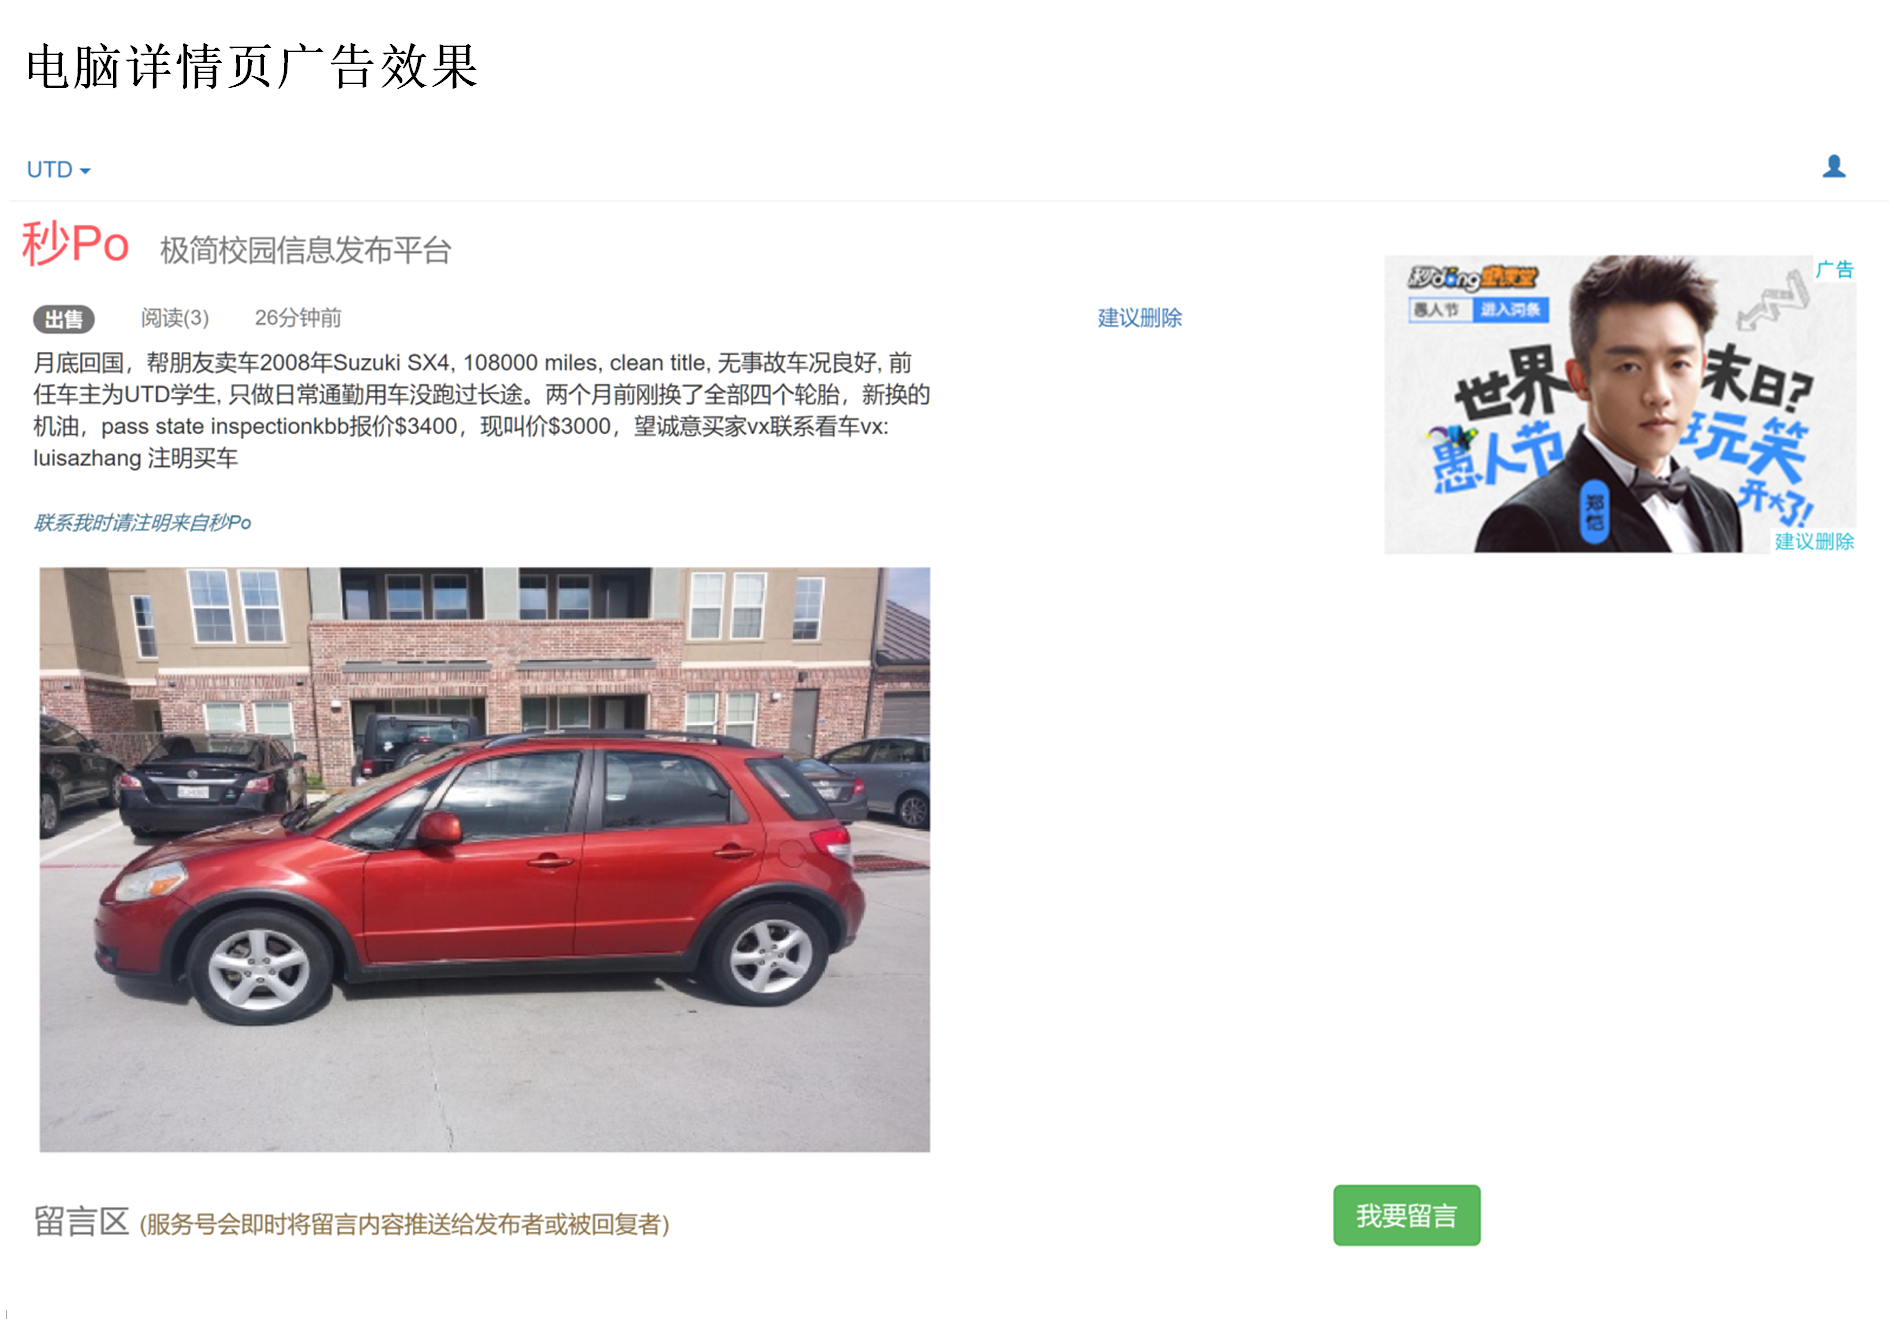 电脑详情页广告效果
UTD
秒Po 极简校园信息发布平台
出售 阅读(3) 26分钟前 建议删除
月底回国，帮朋友卖车2008年Suzuki SX4, 108000 miles, clean title, 无事故车况良好, 前
任车主为UTD学生, 只做日常通勤用车没跑过长途。两个月前刚换了全部四个轮胎，新换的
机油，pass state inspectionkbb报价$3400，现叫价$3000，望诚意买家vx联系看车vx:
luisazhang 注明买车
联系我时请注明来自秒Po
广告
秒dong 懂课堂
愚人节 进入词条
世界末日?
愚人节玩笑
开大了!
郑恺
建议删除
留言区 (服务号会即时将留言内容推送给发布者或被回复者)
我要留言